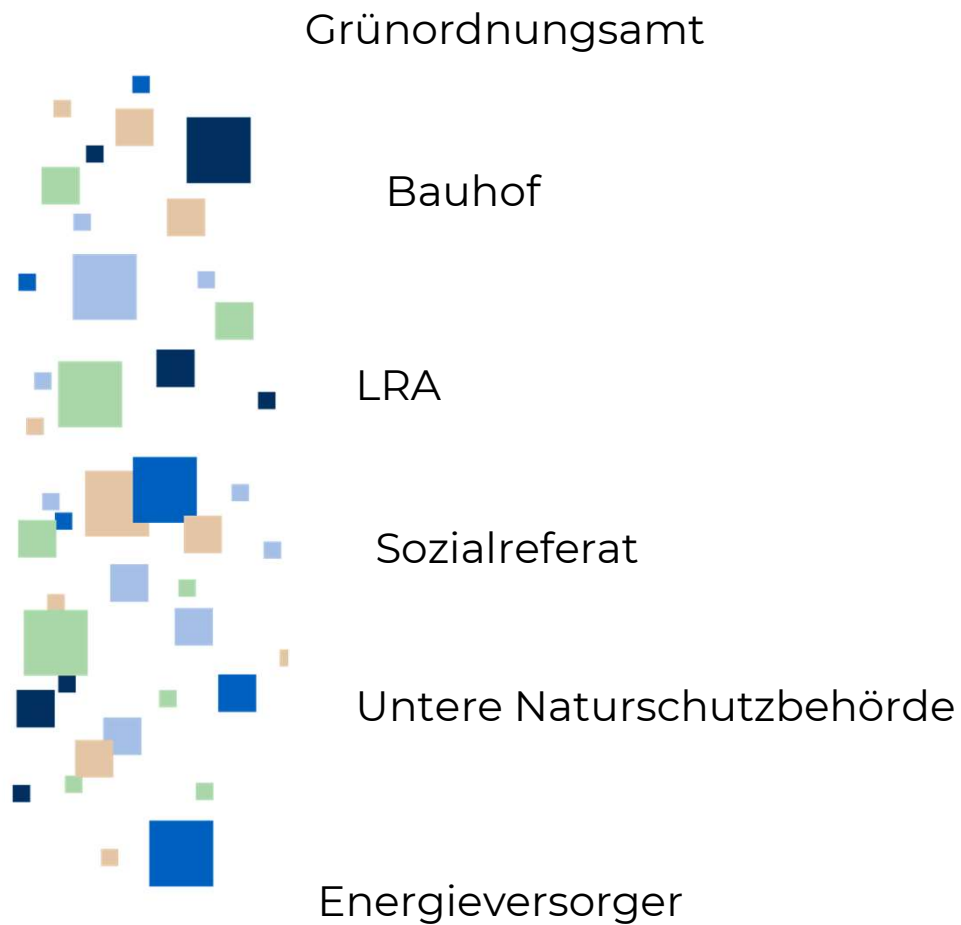 Grünordnungsamt
Bauhof
LRA
Sozialreferat
Untere Naturschutzbehörde
Energieversorger